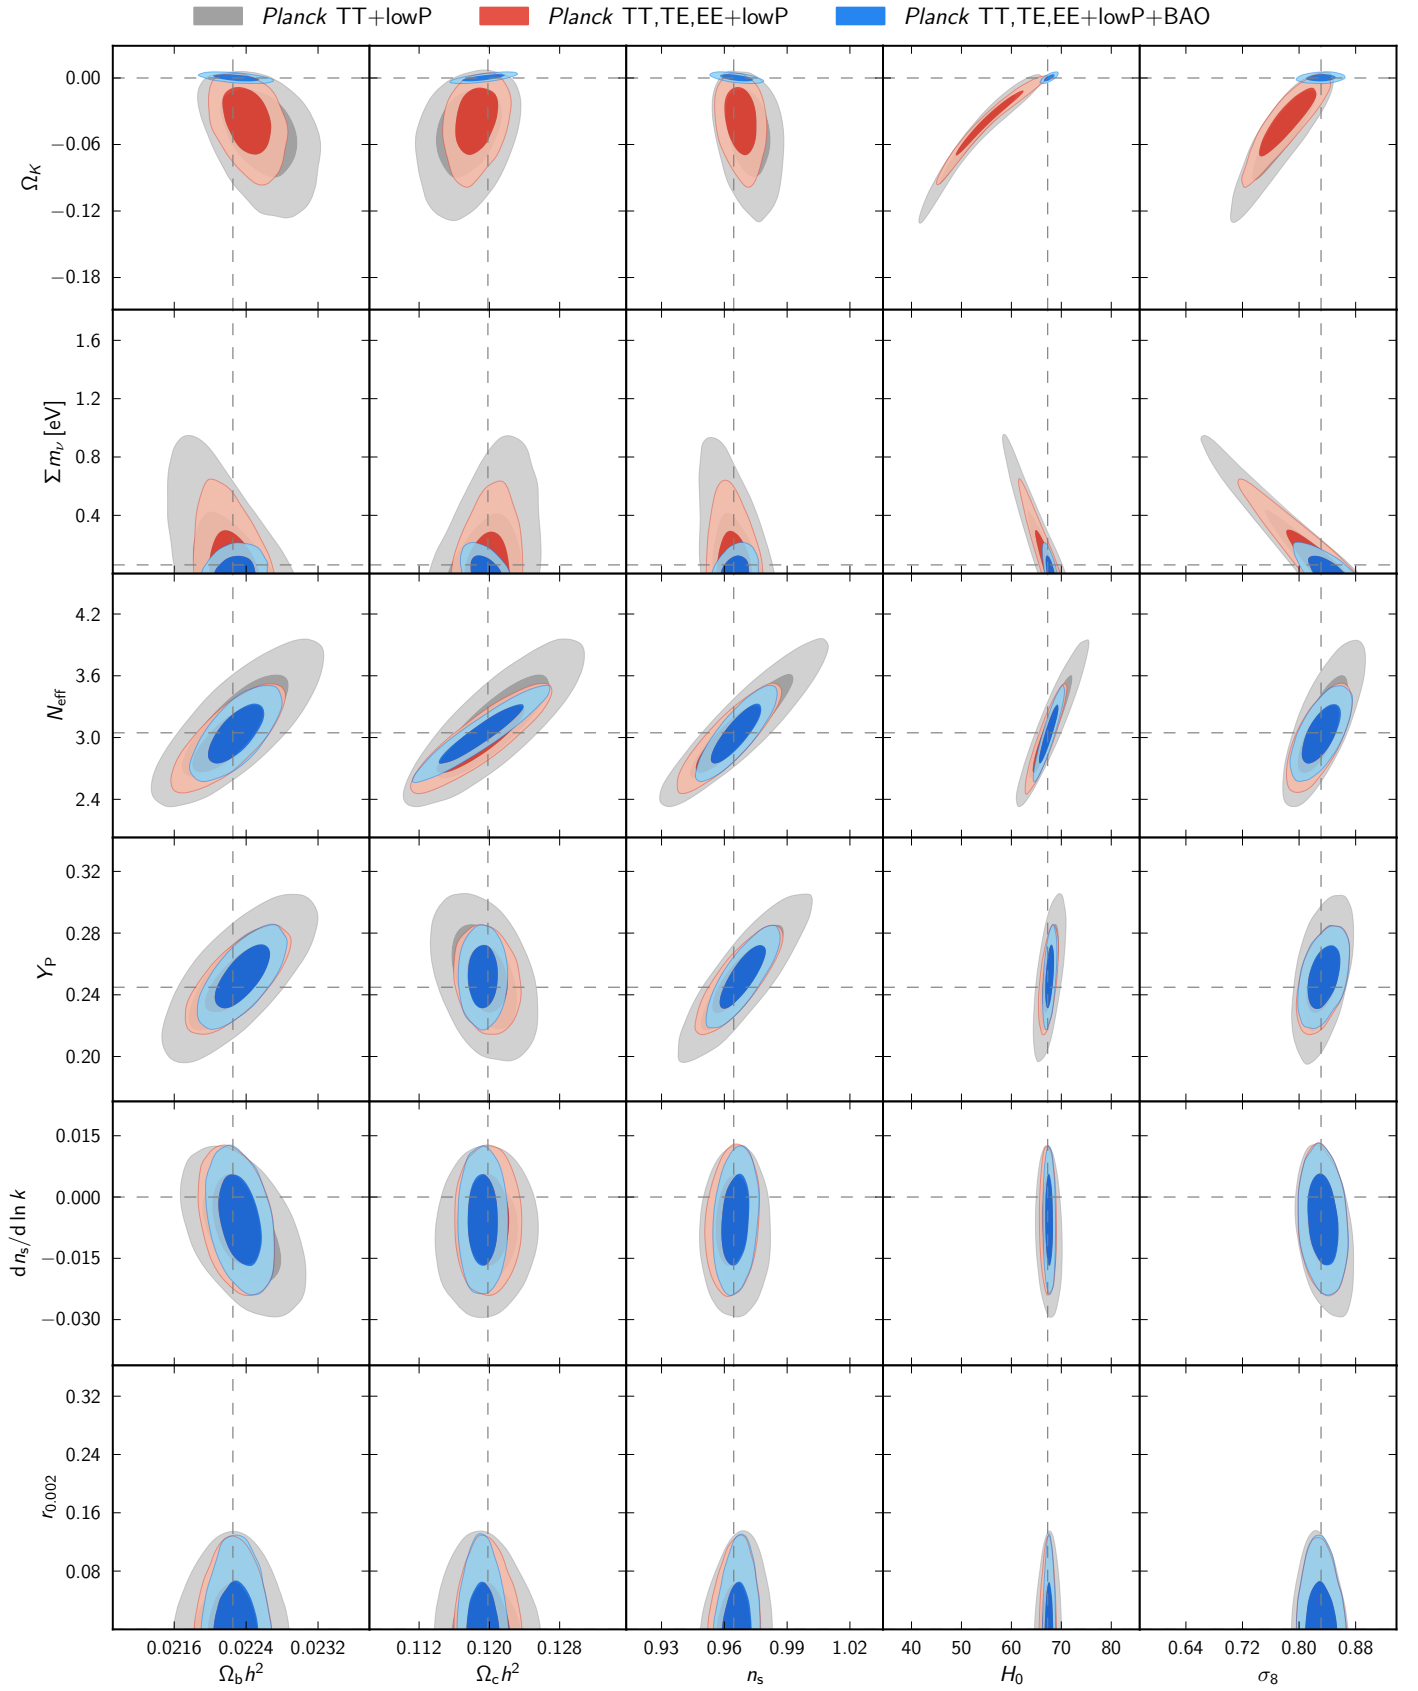 Planck TT+lowP Planck TT,TE,EE+lowP Planck TT,TE,EE+lowP+BAO
0.00
−0.06
−0.12
−0.18
Ω_K
1.6
1.2
0.8
0.4
Σm_ν [eV]
4.2
3.6
3.0
2.4
N_eff
0.32
0.28
0.24
0.20
Y_P
0.015
0.000
−0.015
−0.030
dn_s/d ln k
0.32
0.24
0.16
0.08
r_0.002
0.0216 0.0224 0.0232 0.112 0.120 0.128 0.93 0.96 0.99 1.02 40 50 60 70 80 0.64 0.72 0.80 0.88
Ω_b h² Ω_c h² n_s H_0 σ_8